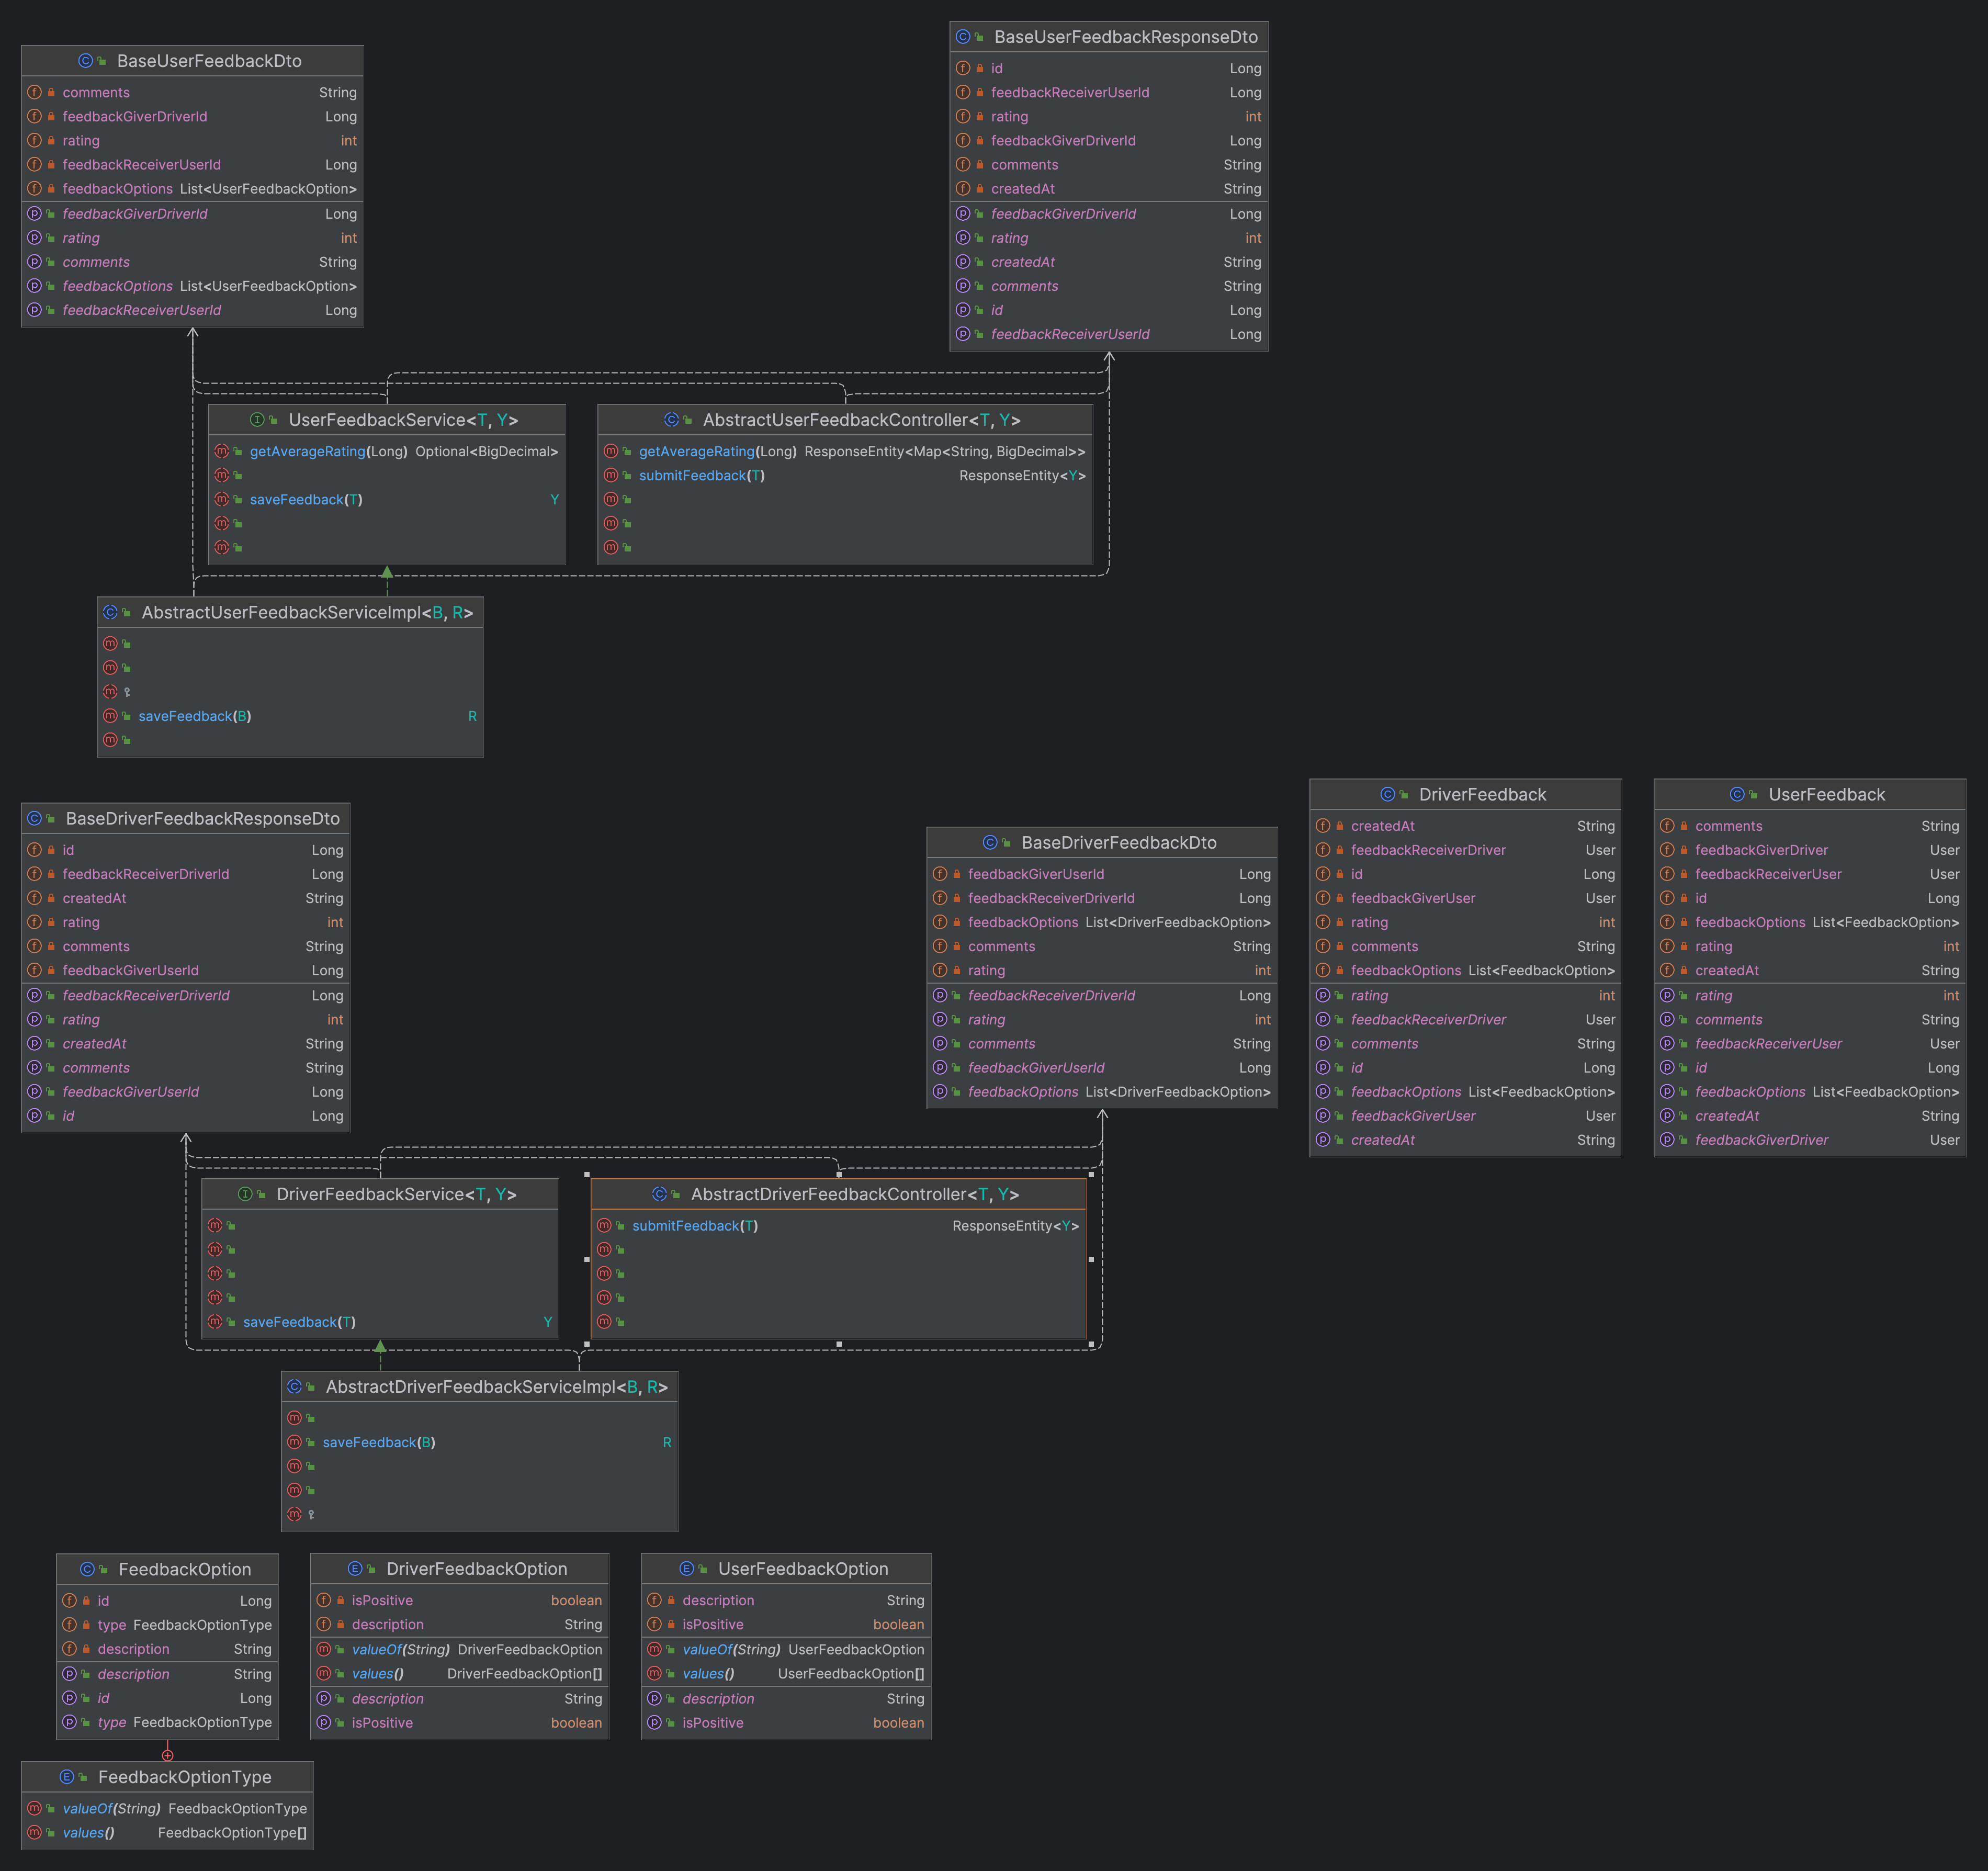 BaseUserFeedbackDto
comments String
feedbackGiverDriverId Long
rating int
feedbackReceiverUserId Long
feedbackOptions List<UserFeedbackOption>
feedbackGiverDriverId Long
rating int
comments String
feedbackOptions List<UserFeedbackOption>
feedbackReceiverUserId Long
BaseUserFeedbackResponseDto
id Long
feedbackReceiverUserId Long
rating int
feedbackGiverDriverId Long
comments String
createdAt String
feedbackGiverDriverId Long
rating int
createdAt String
comments String
id Long
feedbackReceiverUserId Long
UserFeedbackService<T, Y>
getAverageRating(Long) Optional<BigDecimal>
saveFeedback(T) Y
AbstractUserFeedbackController<T, Y>
getAverageRating(Long) ResponseEntity<Map<String, BigDecimal>>
submitFeedback(T) ResponseEntity<Y>
AbstractUserFeedbackServiceImpl<B, R>
saveFeedback(B) R
BaseDriverFeedbackResponseDto
id Long
feedbackReceiverDriverId Long
createdAt String
rating int
comments String
feedbackGiverUserId Long
feedbackReceiverDriverId Long
rating int
createdAt String
comments String
feedbackGiverUserId Long
id Long
BaseDriverFeedbackDto
feedbackGiverUserId Long
feedbackReceiverDriverId Long
feedbackOptions List<DriverFeedbackOption>
comments String
rating int
feedbackReceiverDriverId Long
rating int
comments String
feedbackGiverUserId Long
feedbackOptions List<DriverFeedbackOption>
DriverFeedback
createdAt String
feedbackReceiverDriver User
id Long
feedbackGiverUser User
rating int
comments String
feedbackOptions List<FeedbackOption>
rating int
feedbackReceiverDriver User
comments String
id Long
feedbackOptions List<FeedbackOption>
feedbackGiverUser User
createdAt String
UserFeedback
comments String
feedbackGiverDriver User
feedbackReceiverUser User
id Long
feedbackOptions List<FeedbackOption>
rating int
createdAt String
rating int
comments String
feedbackReceiverUser User
id Long
feedbackOptions List<FeedbackOption>
createdAt String
feedbackGiverDriver User
DriverFeedbackService<T, Y>
saveFeedback(T) Y
AbstractDriverFeedbackController<T, Y>
submitFeedback(T) ResponseEntity<Y>
AbstractDriverFeedbackServiceImpl<B, R>
saveFeedback(B) R
FeedbackOption
id Long
type FeedbackOptionType
description String
description String
id Long
type FeedbackOptionType
DriverFeedbackOption
isPositive boolean
description String
valueOf(String) DriverFeedbackOption
values() DriverFeedbackOption[]
description String
isPositive boolean
UserFeedbackOption
description String
isPositive boolean
valueOf(String) UserFeedbackOption
values() UserFeedbackOption[]
description String
isPositive boolean
FeedbackOptionType
valueOf(String) FeedbackOptionType
values() FeedbackOptionType[]